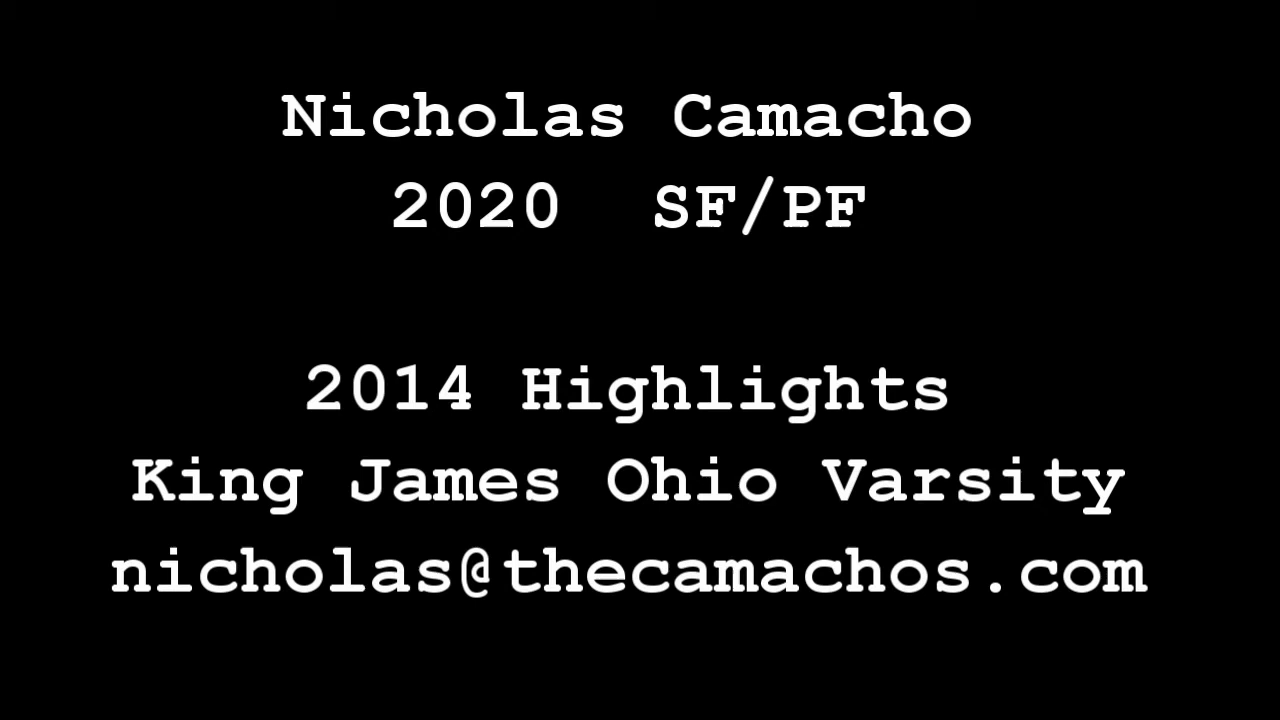 Nicholas Camacho
2020  SF/PF
2014 Highlights
King James Ohio Varsity
nicholas@thecamachos.com